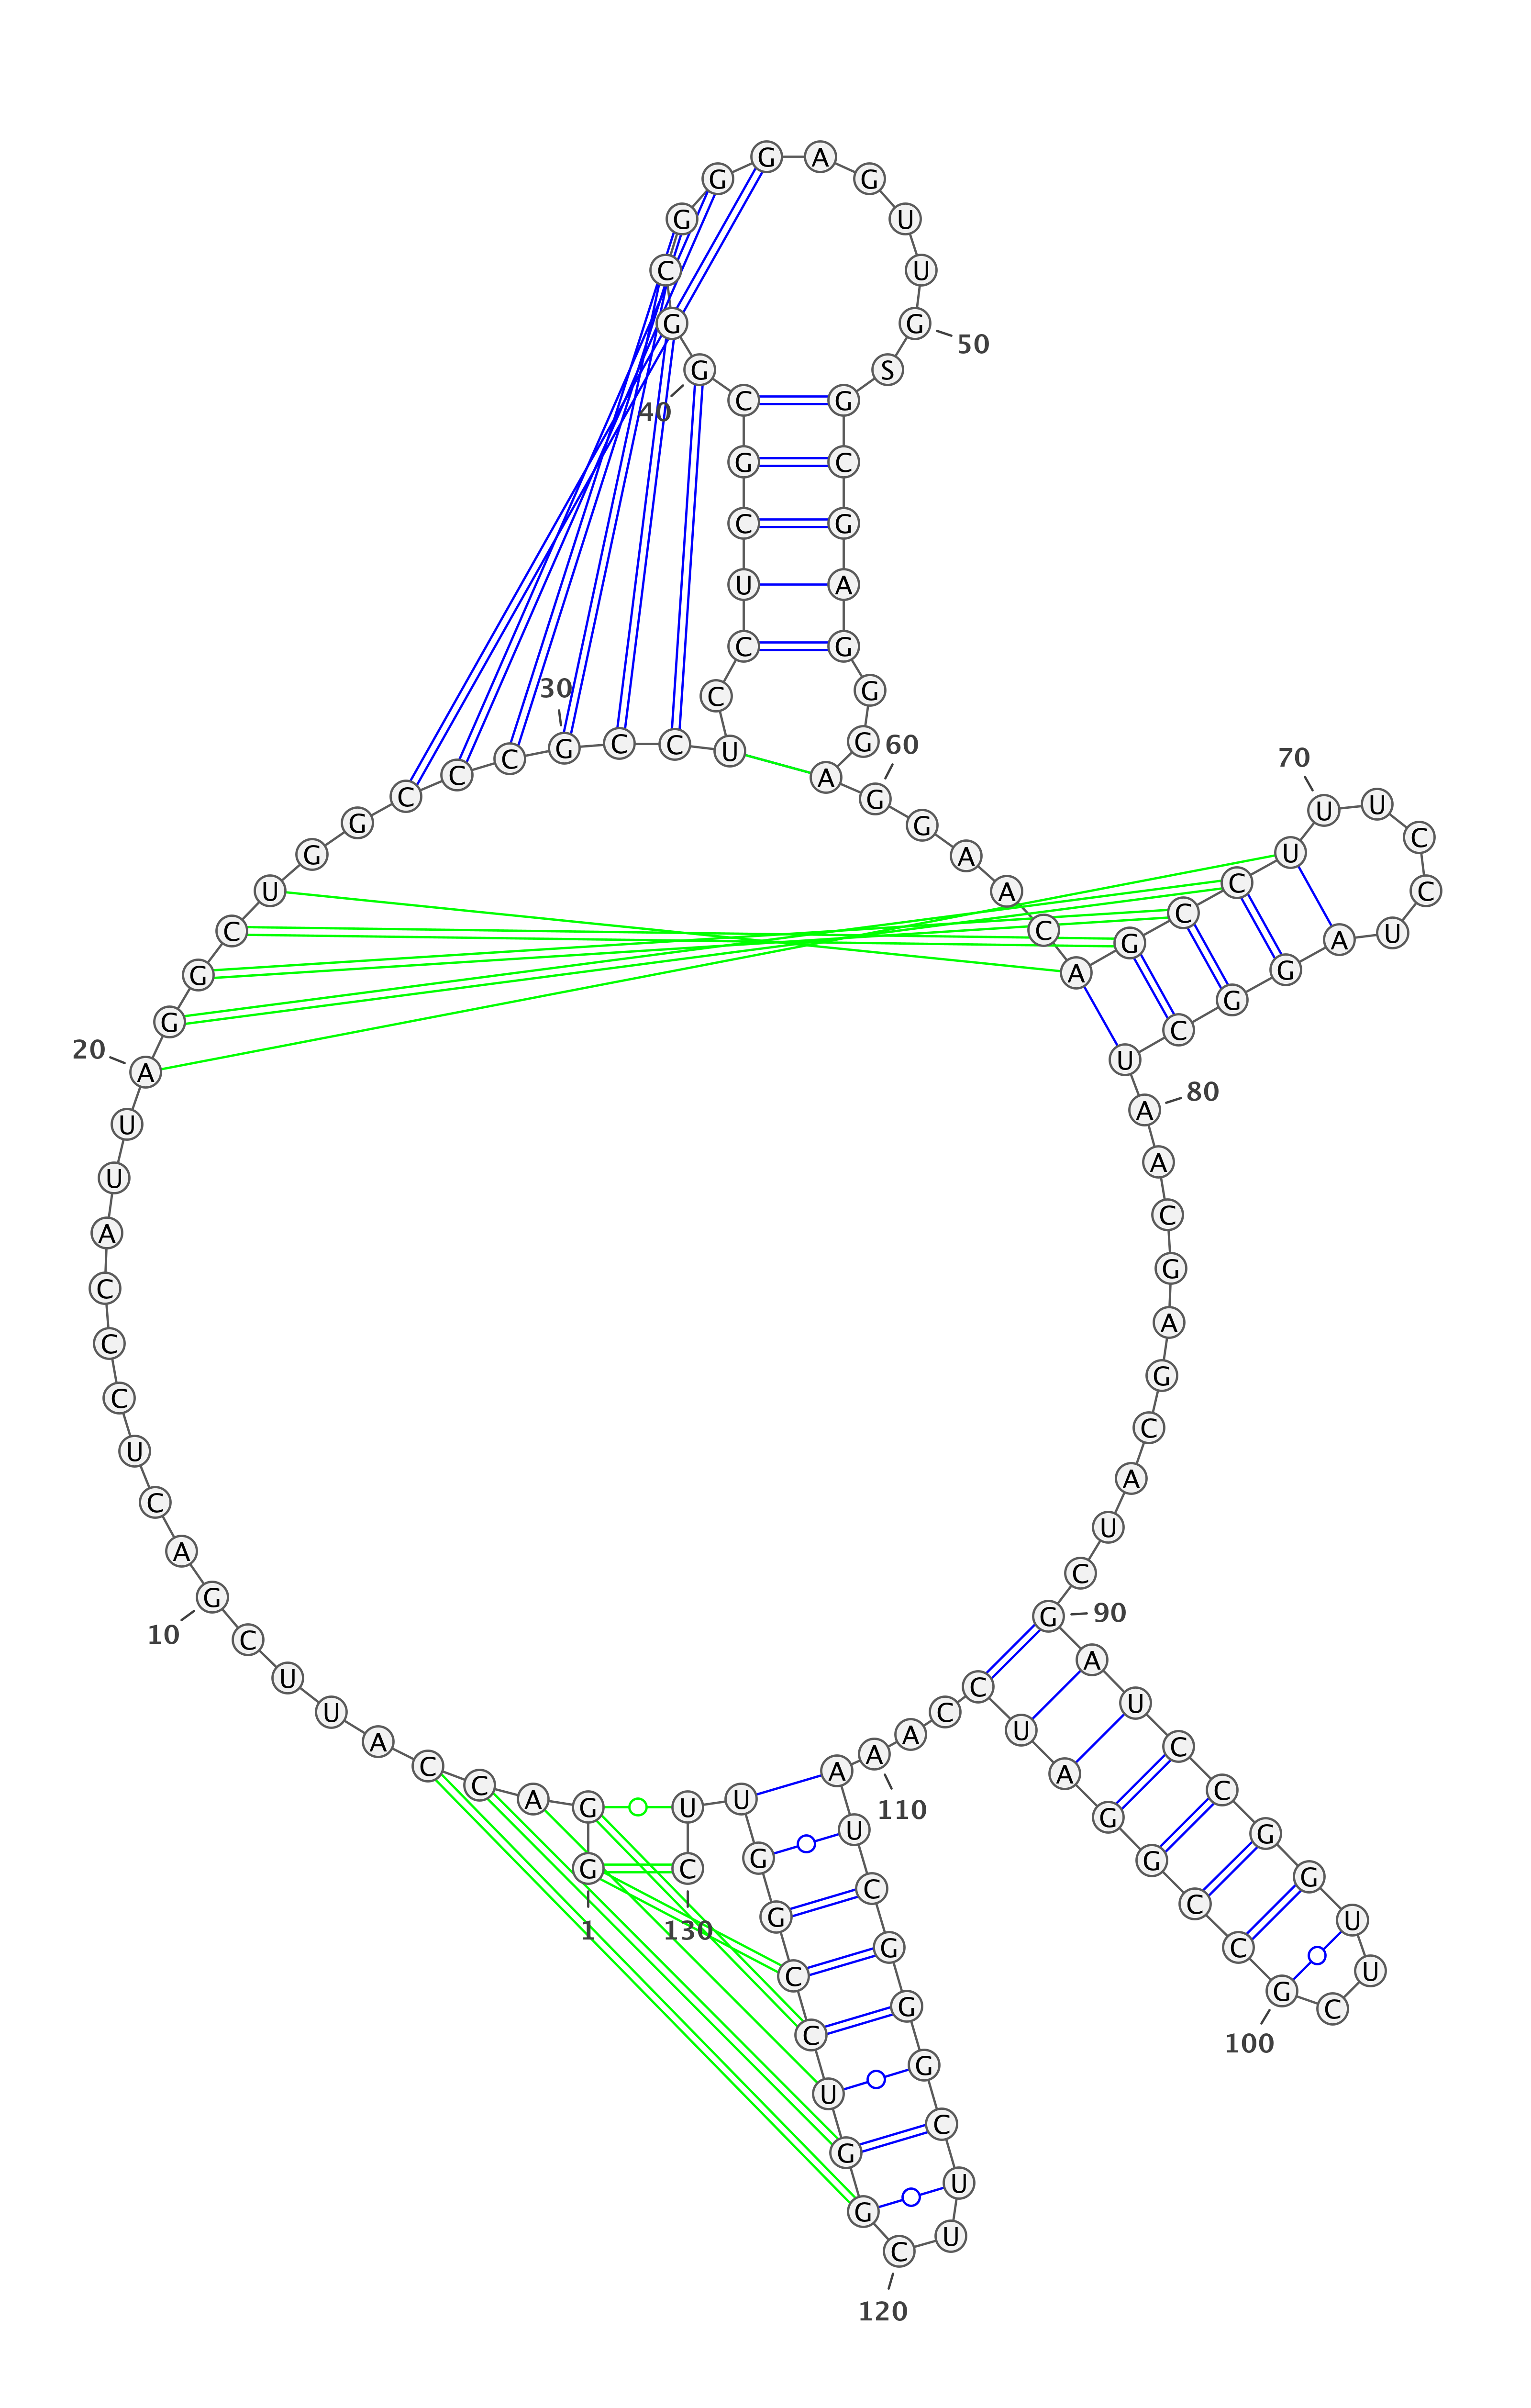 G G A C C A U U C G
A C U C C C A U U A
G G C U G G C C C G
C C U C C U C G C G
G C G G G A G U U G
S G C G A G G G A G
G A A C A G C C U U
U C C U A G G C U A
A C G A G C A U C G
A U C C G G U U C G
C C G G A U C C A A
A U C G G G C U U C
G G U C C G G U U C
1
10
20
30
40
50
60
70
80
90
100
110
120
130